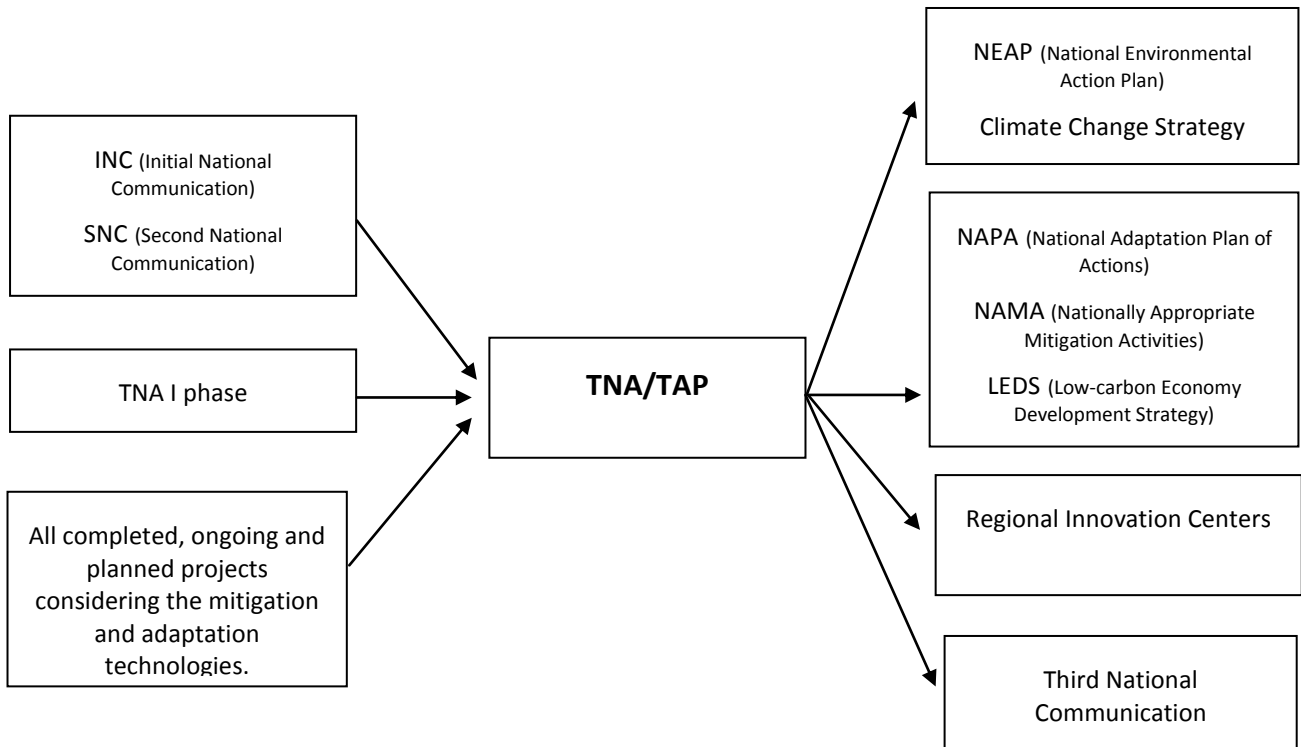 INC (Initial National
Communication)
SNC (Second National
Communication)
TNA I phase
All completed, ongoing and
planned projects
considering the mitigation
and adaptation
technologies.
TNA/TAP
NEAP (National Environmental
Action Plan)
Climate Change Strategy
NAPA (National Adaptation Plan of
Actions)
NAMA (Nationally Appropriate
Mitigation Activities)
LEDS (Low-carbon Economy
Development Strategy)
Regional Innovation Centers
Third National
Communication